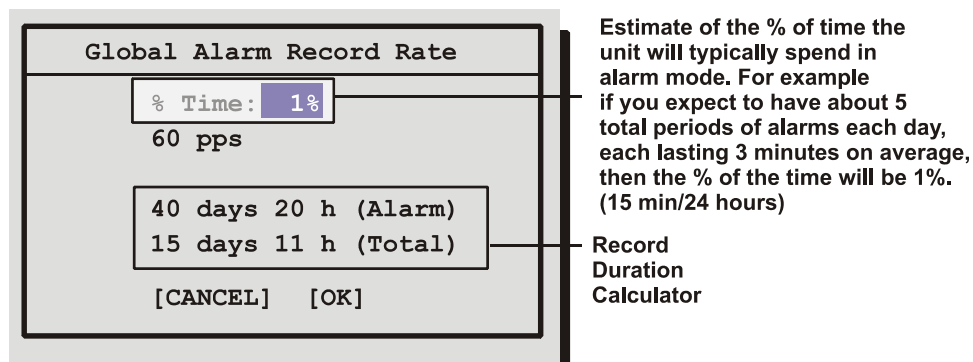 Global Alarm Record Rate
% Time: 1%
60 pps
40 days 20 h (Alarm)
15 days 11 h (Total)
[CANCEL] [OK]
Estimate of the % of time the
unit will typically spend in
alarm mode. For example
if you expect to have about 5
total periods of alarms each day,
each lasting 3 minutes on average,
then the % of the time will be 1%.
(15 min/24 hours)
Record
Duration
Calculator